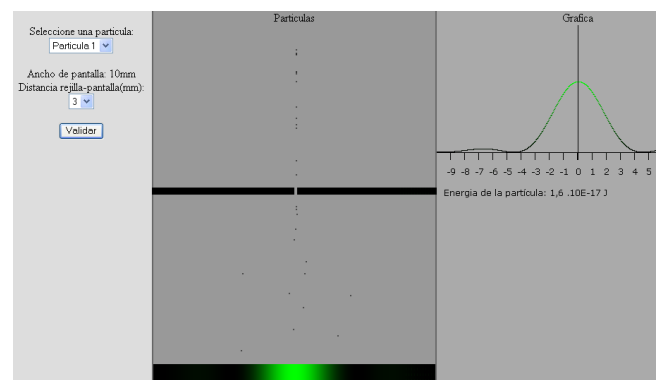 Seleccione una particula:
Particula 1
Ancho de pantalla: 10mm
Distancia rejilla-pantalla(mm):
3
Validar
Particulas
Grafica
-9 -8 -7 -6 -5 -4 -3 -2 -1 0 1 2 3 4 5
Energia de la partícula: 1,6 .10E-17 J